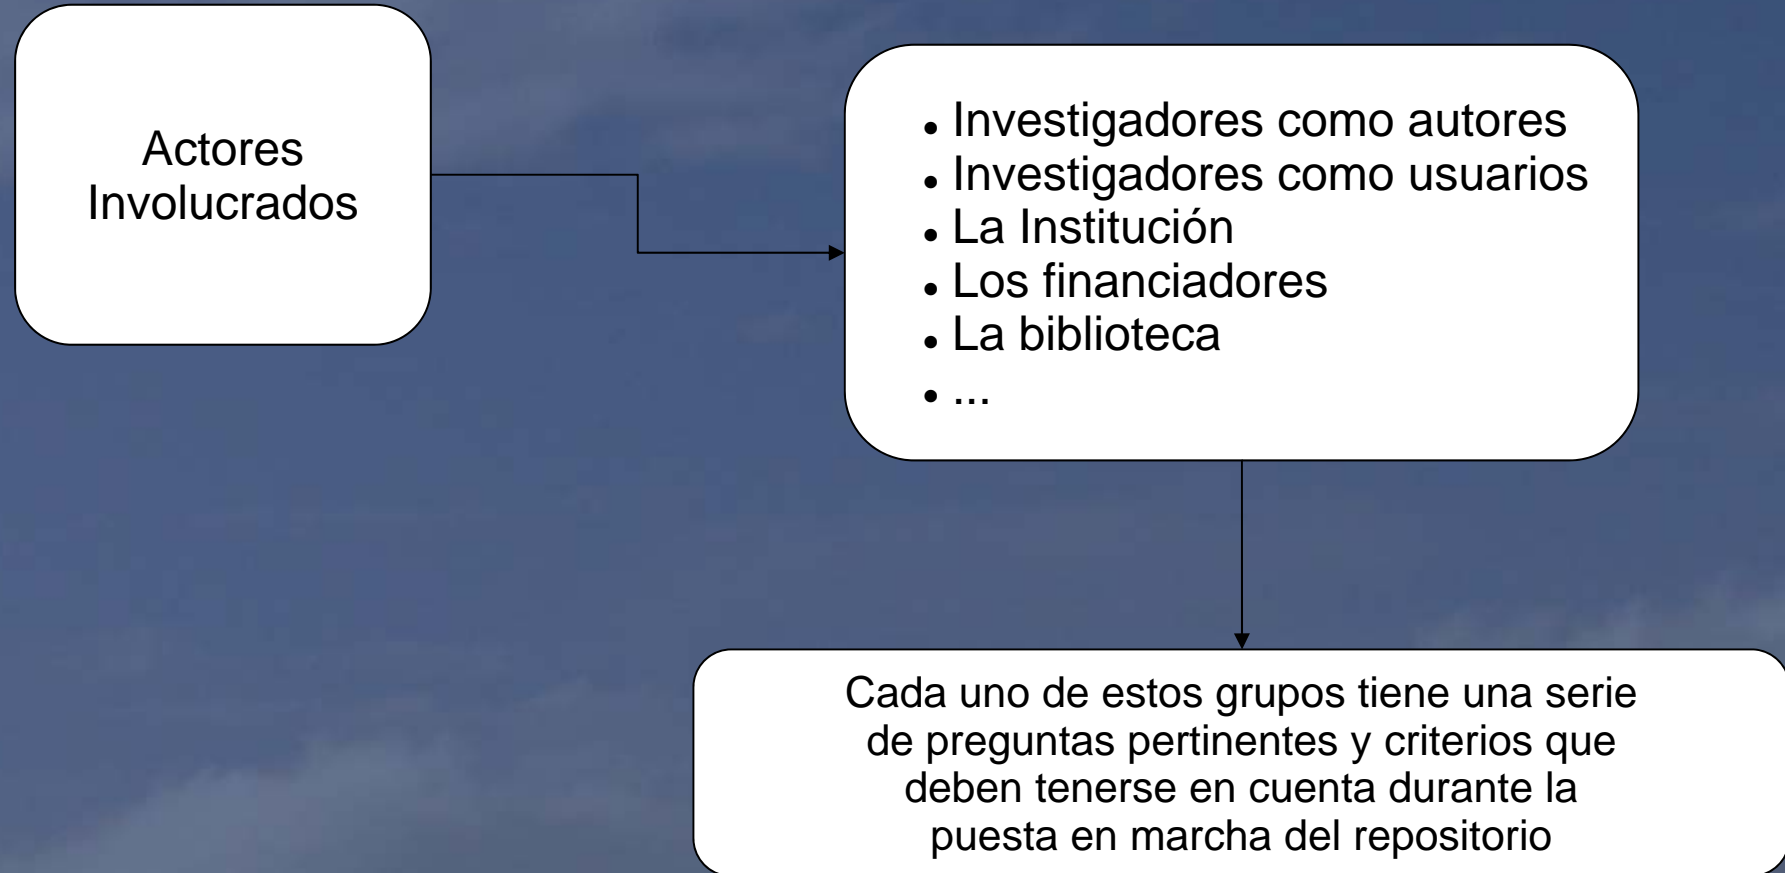 Actores
Involucrados
• Investigadores como autores
• Investigadores como usuarios
• La Institución
• Los financiadores
• La biblioteca
• ...
Cada uno de estos grupos tiene una serie
de preguntas pertinentes y criterios que
deben tenerse en cuenta durante la
puesta en marcha del repositorio